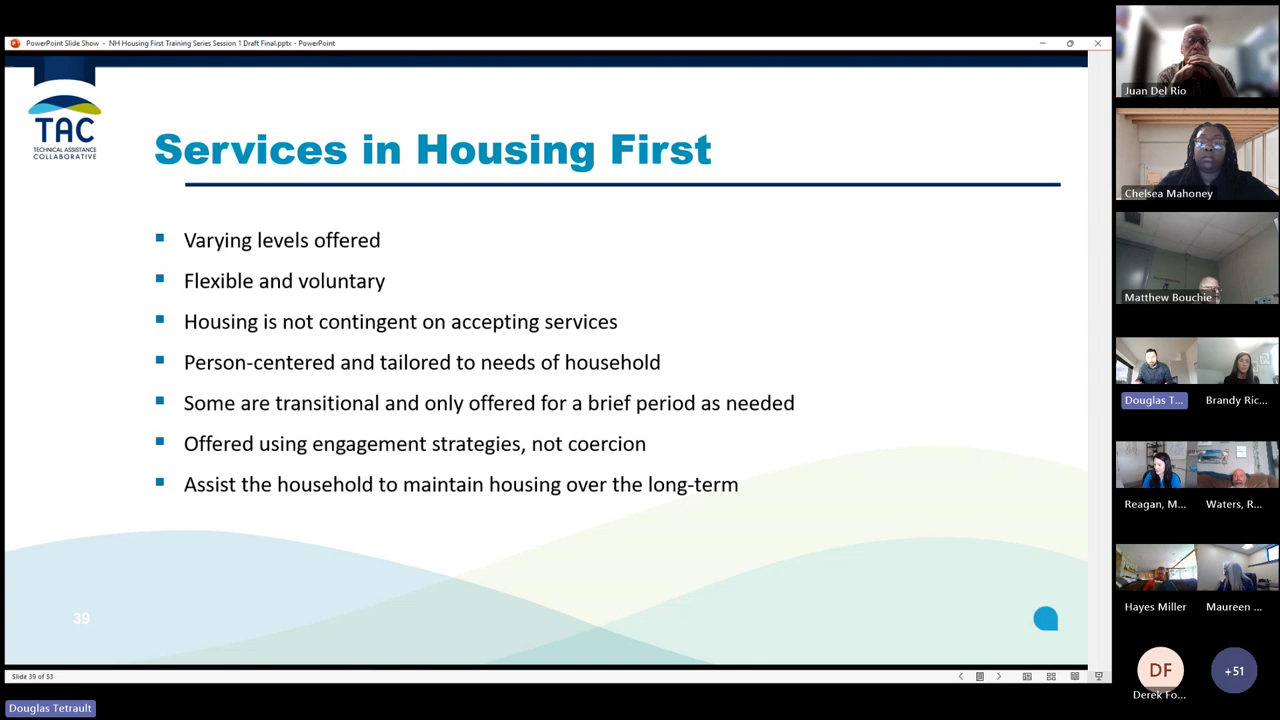 PowerPoint Slide Show - NH Housing First Training Series Session 1 Draft Final.pptx - PowerPoint
TAC
TECHNICAL ASSISTANCE
COLLABORATIVE
Services in Housing First
Varying levels offered
Flexible and voluntary
Housing is not contingent on accepting services
Person-centered and tailored to needs of household
Some are transitional and only offered for a brief period as needed
Offered using engagement strategies, not coercion
Assist the household to maintain housing over the long-term
39
Slide 39 of 53
Douglas Tetrault
Juan Del Rio
Chelsea Mahoney
Matthew Bouchie
Douglas T...
Brandy Ric...
Reagan, M...
Waters, R...
Hayes Miller
Maureen ...
DF
Derek Fo...
+51